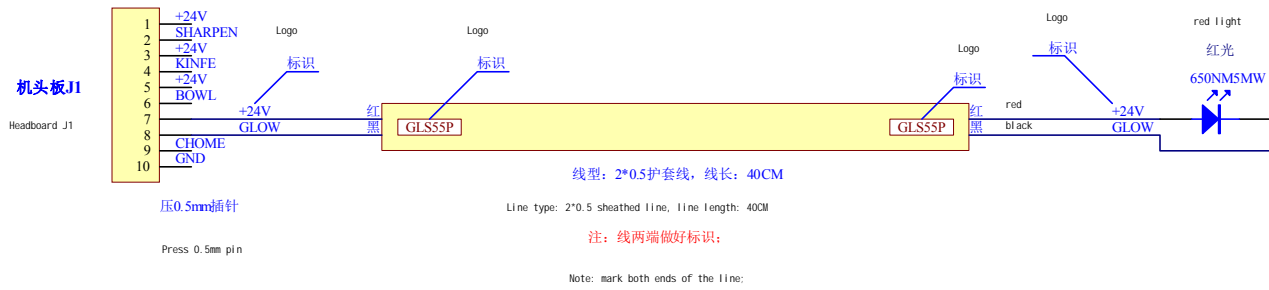 机头板J1
Headboard J1
1 +24V
2 SHARPEN
3 +24V
4 KINFE
5 +24V
6 BOWL
7 +24V
8 GLOW
9 CHOME
10 GND
压0.5mm插针
Press 0.5mm pin
Logo
标识
Logo
标识
红
黑
GLS55P
GLS55P
Logo
标识
红
黑
red
black
Logo
标识
+24V
GLOW
red light
红光
650NM5MW
线型：2*0.5护套线，线长：40CM
Line type: 2*0.5 sheathed line, line length: 40CM
注：线两端做好标识；
Note: mark both ends of the line;